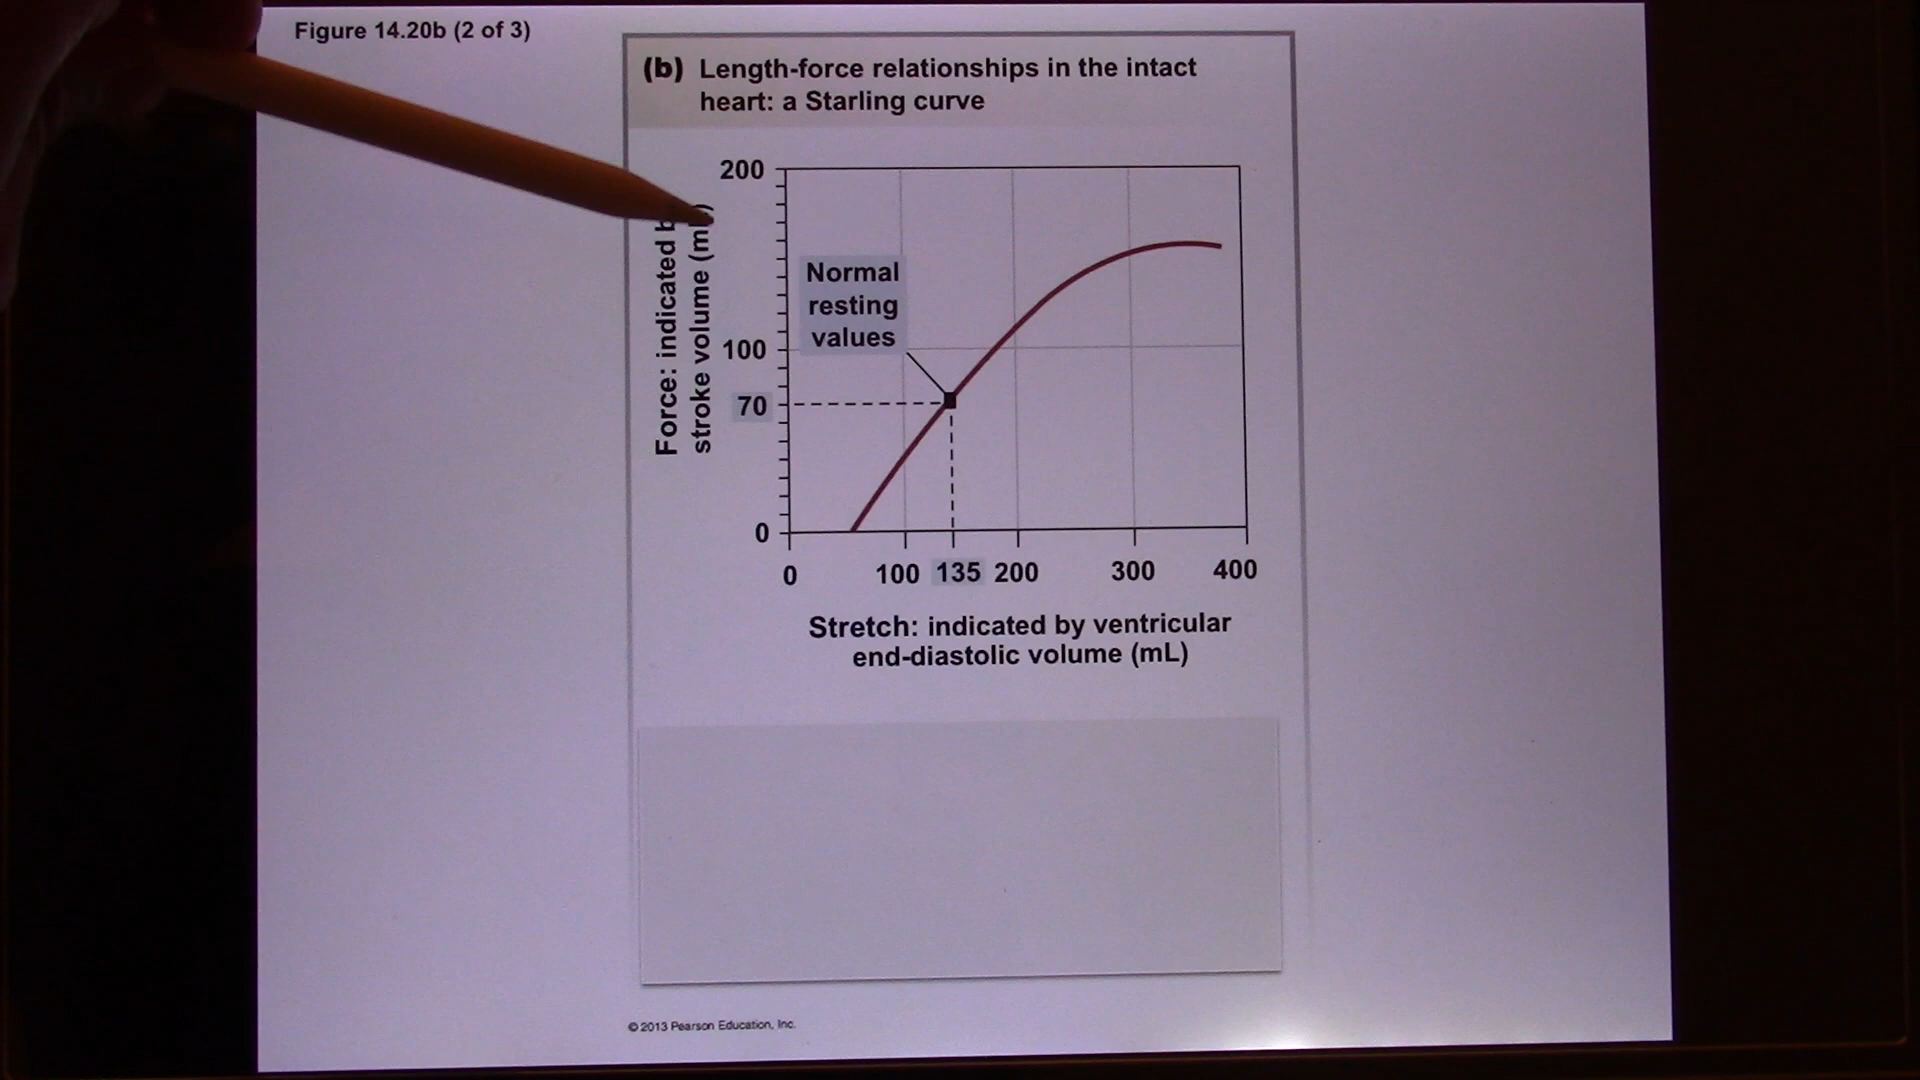 Figure 14.20b (2 of 3)
(b) Length-force relationships in the intact
heart: a Starling curve
Force: indicated
stroke volume
200
100
70
0
Normal
resting
values
0 100 135 200 300 400
Stretch: indicated by ventricular
end-diastolic volume (mL)
© 2013 Pearson Education, Inc.